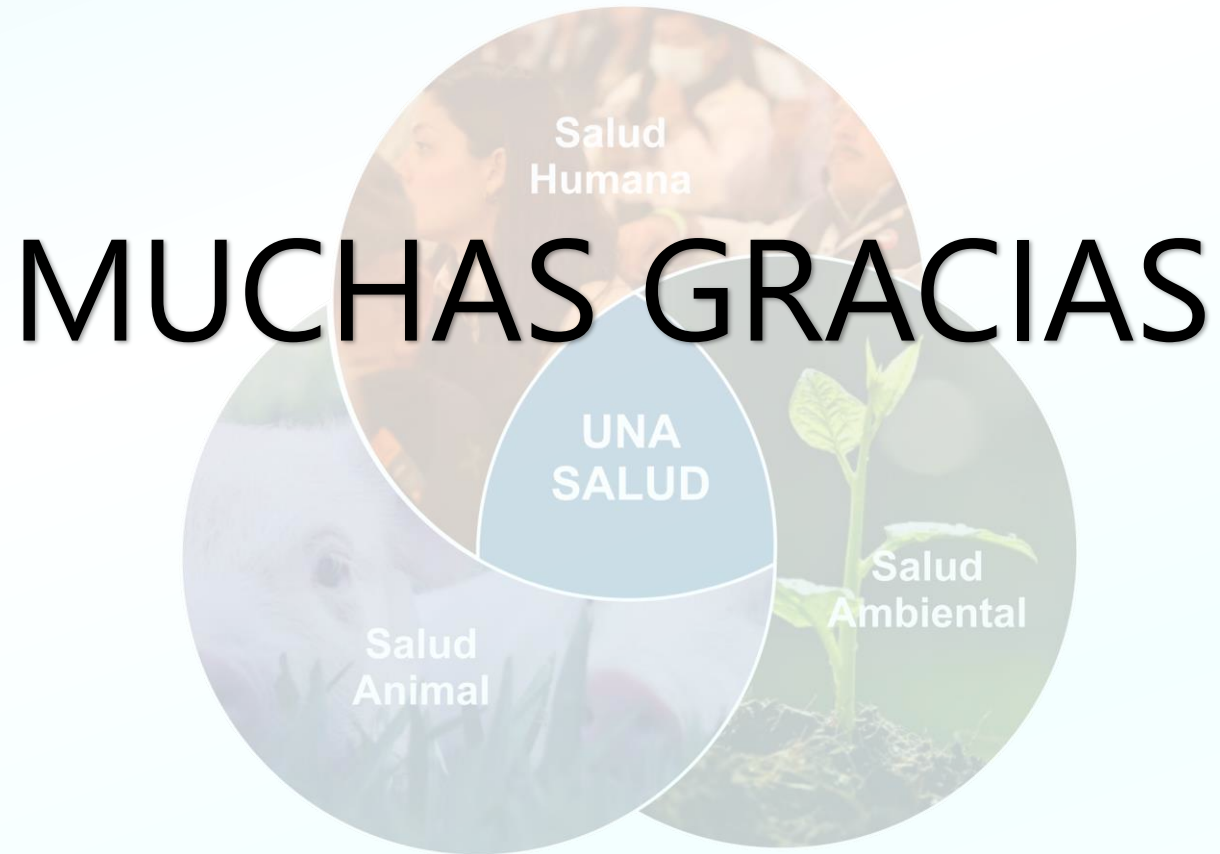 Salud
Humana
MUCHAS GRACIAS
UNA
SALUD
Salud
Ambiental
Salud
Animal